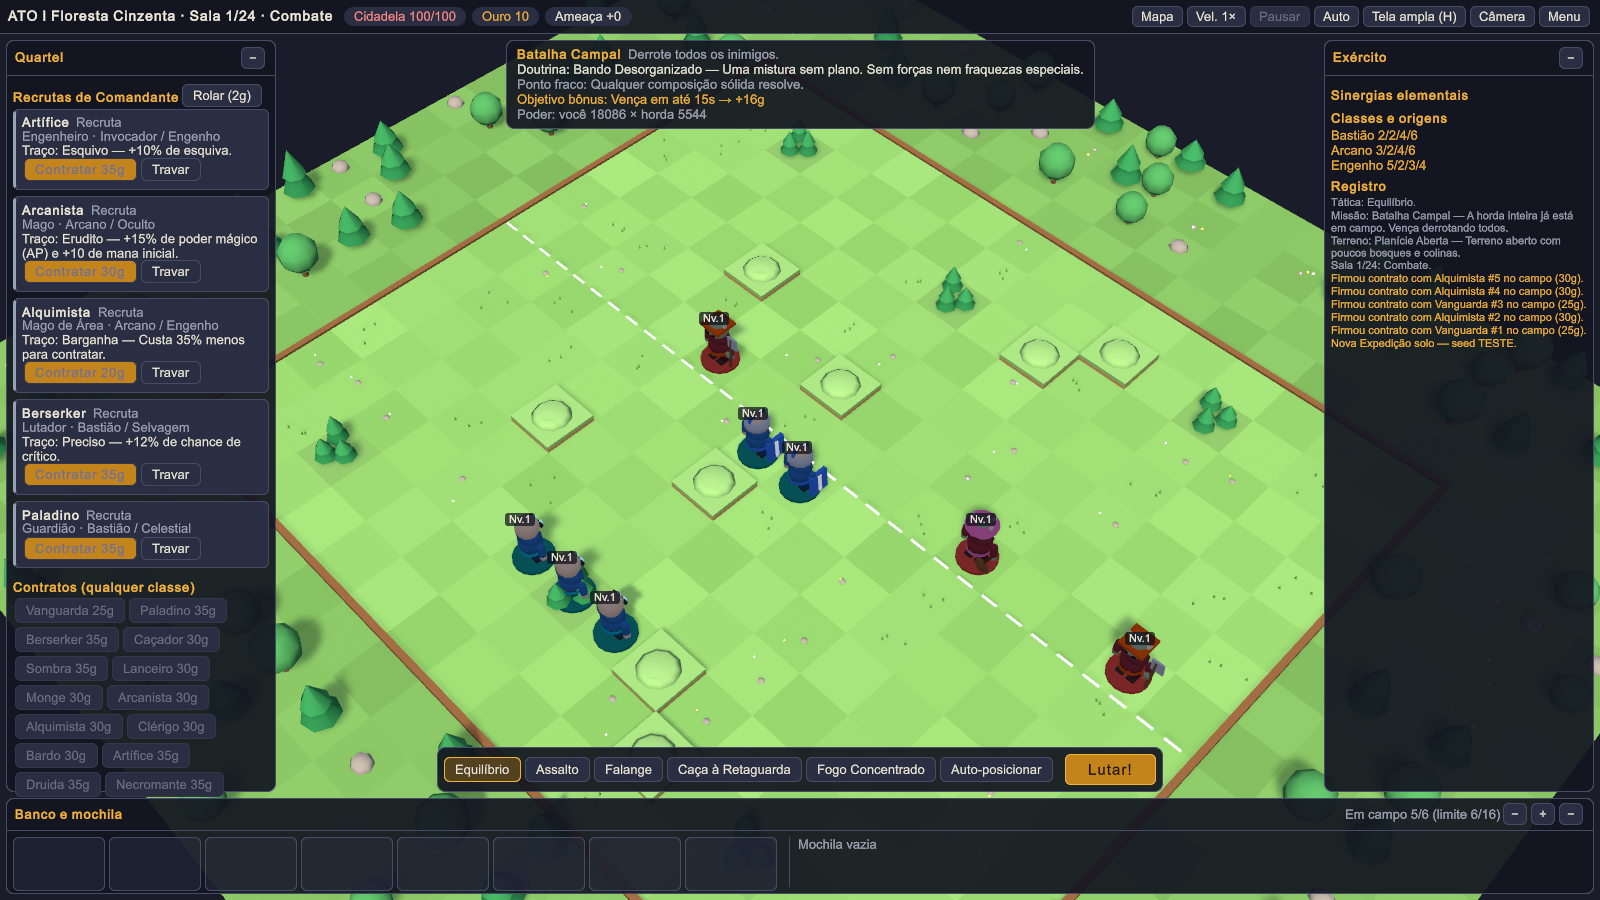 ATO I Floresta Cinzenta · Sala 1/24 · Combate
Cidadela 100/100
Ouro 10
Ameaça +0
Mapa
Vel. 1×
Pausar
Auto
Tela ampla (H)
Câmera
Menu
Quartel
−
Recrutas de Comandante
Rolar (2g)
Artífice Recruta
Engenheiro · Invocador / Engenho
Traço: Esquivo — +10% de esquiva.
Contratar 35g
Travar
Arcanista Recruta
Mago · Arcano / Oculto
Traço: Erudito — +15% de poder mágico
(AP) e +10 de mana inicial.
Contratar 30g
Travar
Alquimista Recruta
Mago de Área · Arcano / Engenho
Traço: Barganha — Custa 35% menos
para contratar.
Contratar 20g
Travar
Berserker Recruta
Lutador · Bastião / Selvagem
Traço: Preciso — +12% de chance de
crítico.
Contratar 35g
Travar
Paladino Recruta
Guardião · Bastião / Celestial
Contratar 35g
Travar
Contratos (qualquer classe)
Vanguarda 25g
Paladino 35g
Berserker 35g
Caçador 30g
Sombra 35g
Lanceiro 30g
Monge 30g
Arcanista 30g
Alquimista 30g
Clérigo 30g
Bardo 30g
Artífice 35g
Druida 35g
Necromante 35g
Batalha Campal Derrote todos os inimigos.
Doutrina: Bando Desorganizado — Uma mistura sem plano. Sem forças nem fraquezas especiais.
Ponto fraco: Qualquer composição sólida resolve.
Objetivo bônus: Vença em até 15s → +16g
Poder: você 18086 × horda 5544
Nv.1
Nv.1
Nv.1
Nv.1
Nv.1
Nv.1
Nv.1
Nv.1
Equilíbrio
Assalto
Falange
Caça à Retaguarda
Fogo Concentrado
Auto-posicionar
Lutar!
Exército
−
Sinergias elementais
Classes e origens
Bastião 2/2/4/6
Arcano 3/2/4/6
Engenho 5/2/3/4
Registro
Tática: Equilíbrio.
Missão: Batalha Campal — A horda inteira já está
em campo. Vença derrotando todos.
Terreno: Planície Aberta — Terreno aberto com
poucos bosques e colinas.
Sala 1/24: Combate.
Firmou contrato com Alquimista #5 no campo (30g).
Firmou contrato com Alquimista #4 no campo (30g).
Firmou contrato com Vanguarda #3 no campo (25g).
Firmou contrato com Alquimista #2 no campo (30g).
Firmou contrato com Vanguarda #1 no campo (25g).
Nova Expedição solo — seed TESTE.
Banco e mochila
Em campo 5/6 (limite 6/16)
−
+
−
Mochila vazia